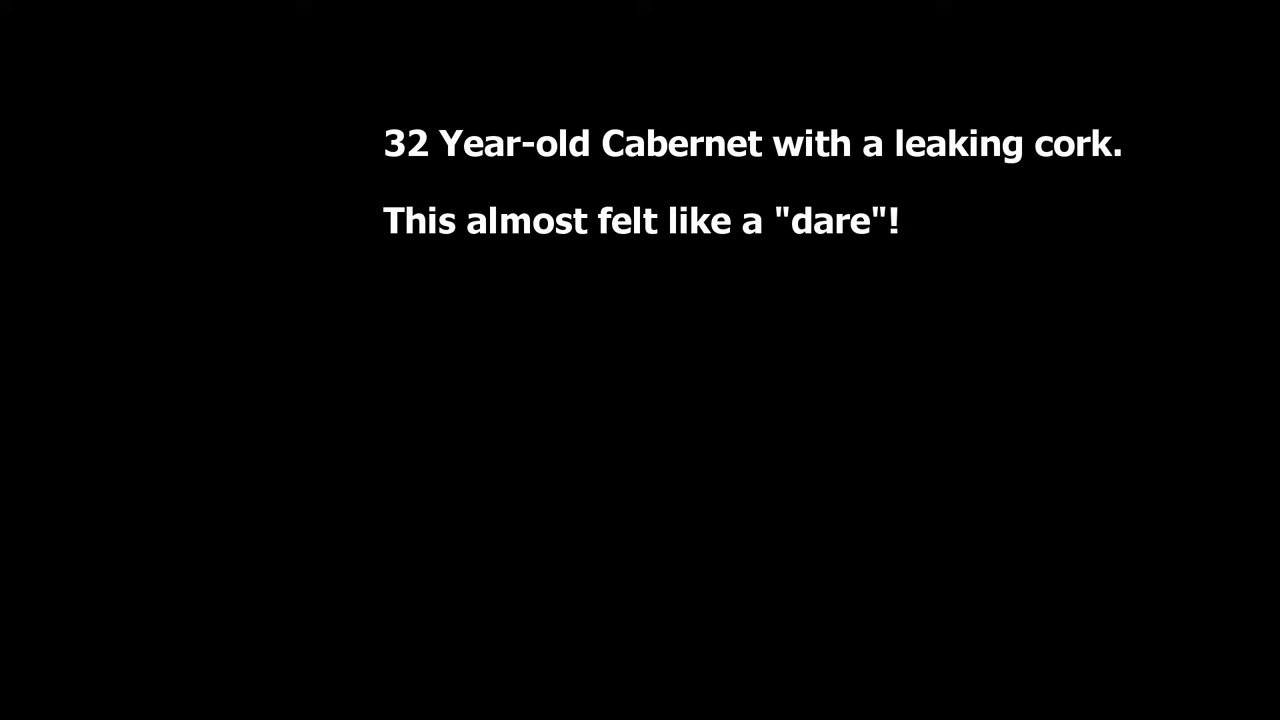 32 Year-old Cabernet with a leaking cork.
This almost felt like a "dare"!